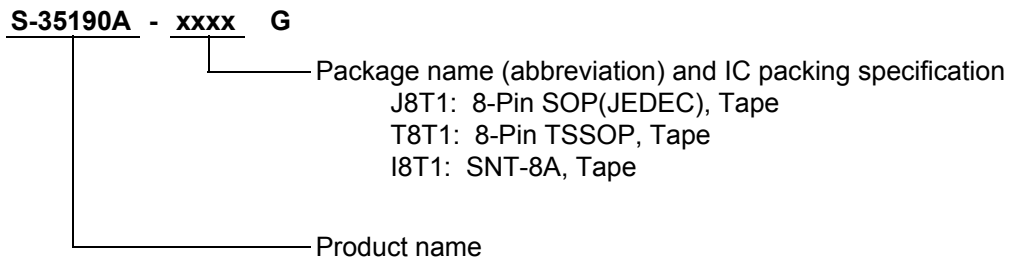 S-35190A - xxxx G
Package name (abbreviation) and IC packing specification
J8T1: 8-Pin SOP(JEDEC), Tape
T8T1: 8-Pin TSSOP, Tape
I8T1: SNT-8A, Tape
Product name